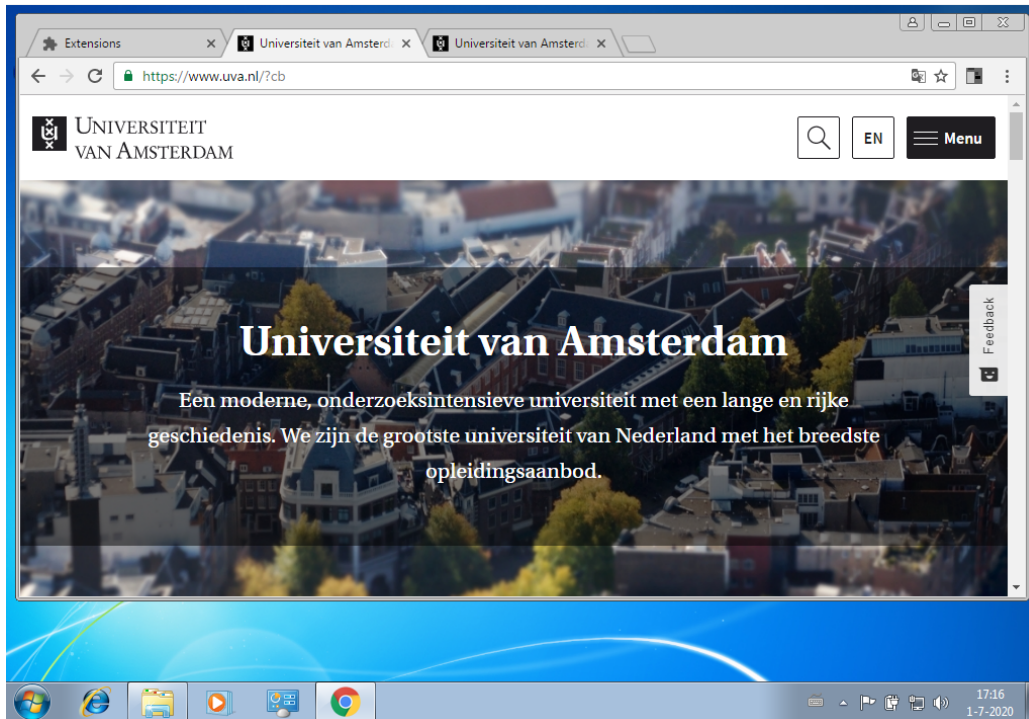 Extensions
Universiteit van Amsterd
Universiteit van Amsterd
https://www.uva.nl/?cb
UNIVERSITEIT
VAN AMSTERDAM
EN
Menu
Feedback
Universiteit van Amsterdam
Een moderne, onderzoeksintensieve universiteit met een lange en rijke
geschiedenis. We zijn de grootste universiteit van Nederland met het breedste
opleidingsaanbod.
17:16
1-7-2020